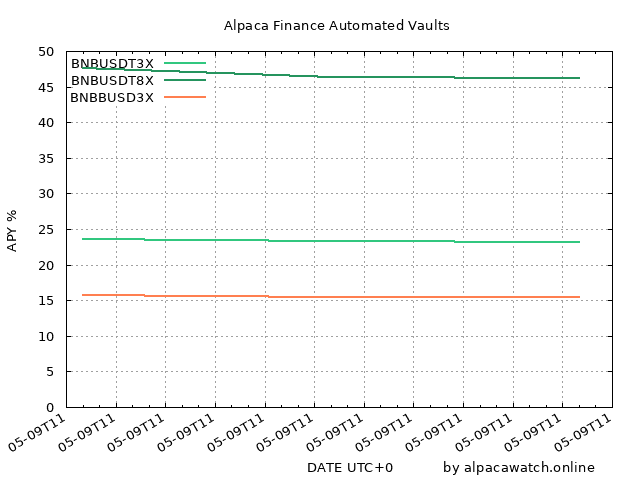 Alpaca Finance Automated Vaults
BNBUSDT3X
BNBUSDT8X
BNBBUSD3X
50
45
40
35
30
25
20
15
10
5
0
APY %
05-09T11 05-09T11 05-09T11 05-09T11 05-09T11 05-09T11 05-09T11 05-09T11 05-09T11 05-09T11 05-09T11 05-09T11
DATE UTC+0 by alpacawatch.online